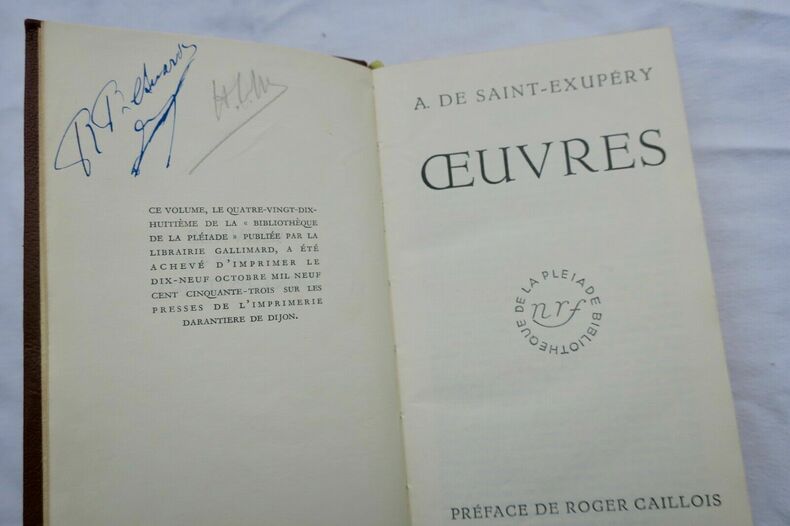 CE VOLUME, LE QUATRE-VINGT-DIX-
HUITIÈME DE LA « BIBLIOTHÈQUE
DE LA PLÉIADE » PUBLIÉE PAR LA
LIBRAIRIE GALLIMARD, A ÉTÉ
ACHEVÉ D'IMPRIMER LE
DIX-NEUF OCTOBRE MIL NEUF
CENT CINQUANTE-TROIS SUR LES
PRESSES DE L'IMPRIMERIE
DARANTIERE DE DIJON.
A. DE SAINT-EXUPÉRY
ŒUVRES
BIBLIOTHÈQUE DE LA PLÉIADE
nrf
PRÉFACE DE ROGER CAILLOIS